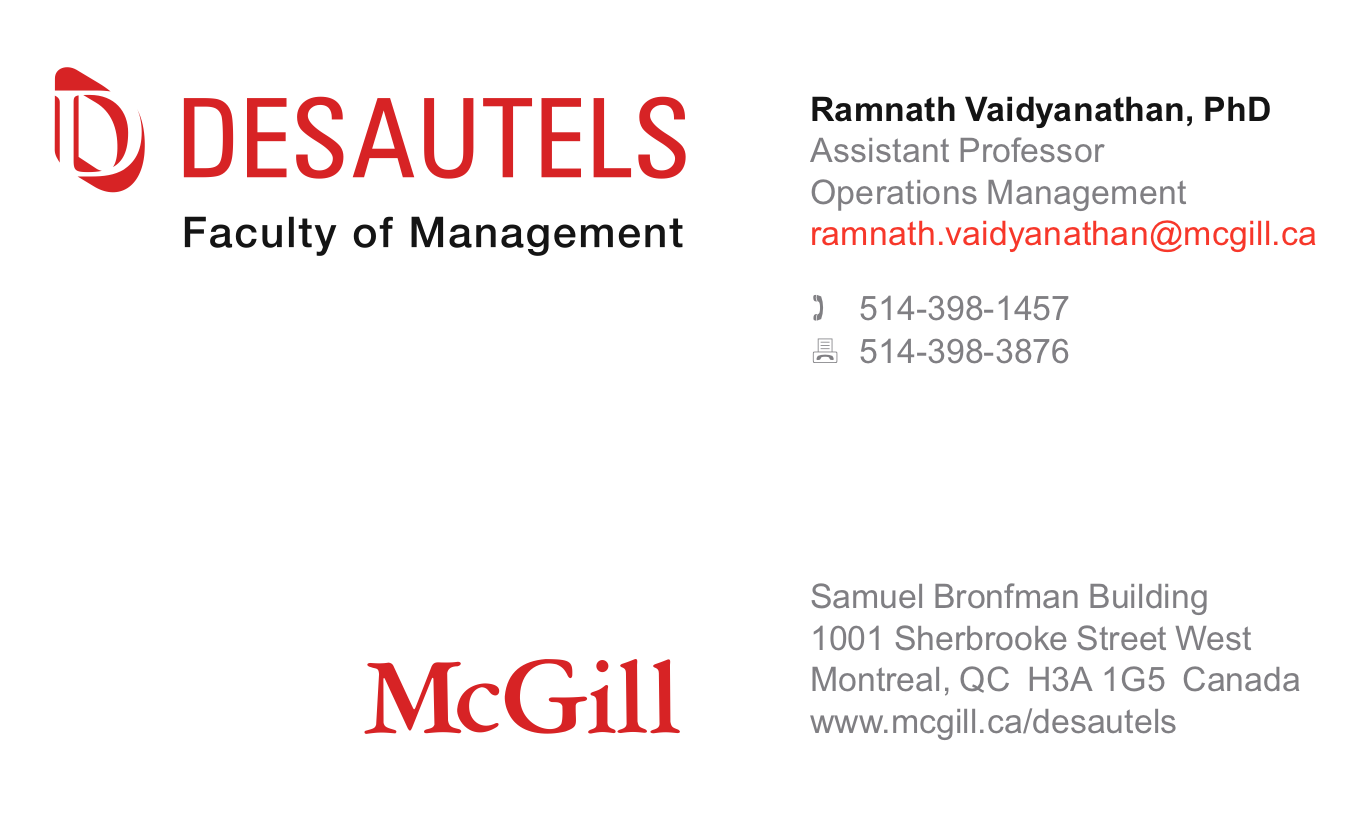 DESAUTELS
Faculty of Management
McGill
Ramnath Vaidyanathan, PhD
Assistant Professor
Operations Management
ramnath.vaidyanathan@mcgill.ca
514-398-1457
514-398-3876
Samuel Bronfman Building
1001 Sherbrooke Street West
Montreal, QC  H3A 1G5  Canada
www.mcgill.ca/desautels